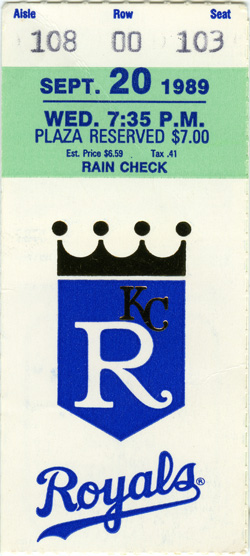 Aisle Row Seat
108 00 103
SEPT. 20 1989
WED. 7:35 P.M.
PLAZA RESERVED $7.00
Est. Price $6.59 Tax .41
RAIN CHECK
KC
R
Royals®